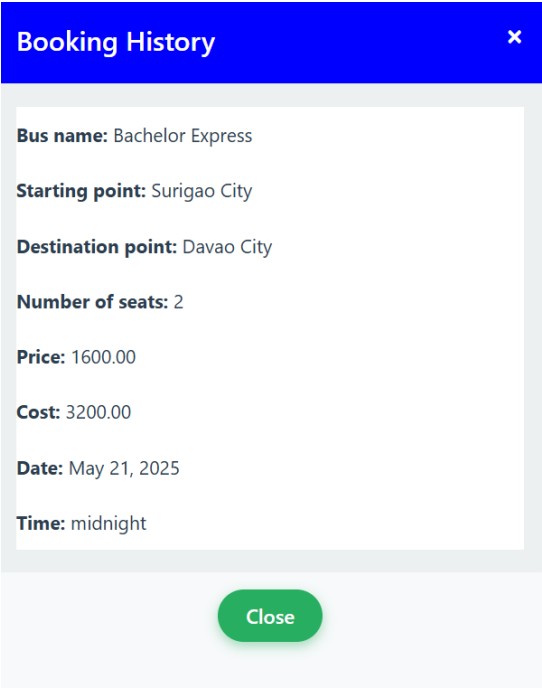 Booking History ×
Bus name: Bachelor Express
Starting point: Surigao City
Destination point: Davao City
Number of seats: 2
Price: 1600.00
Cost: 3200.00
Date: May 21, 2025
Time: midnight
Close